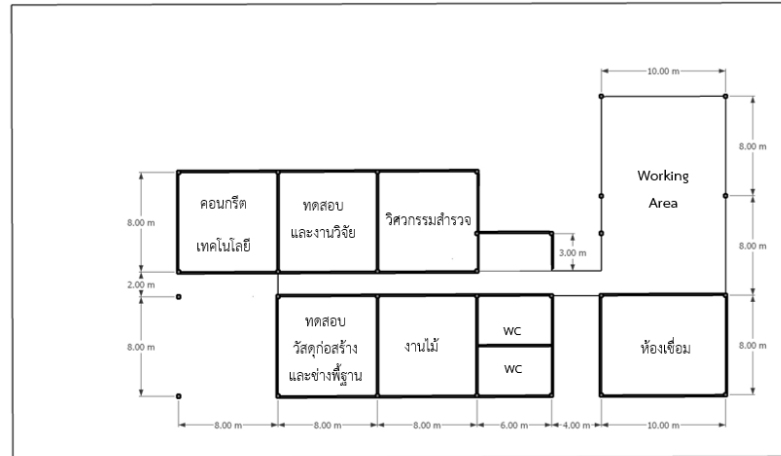 10.00 m
8.00 m
Working
Area
คอนกรีต
เทคโนโลยี
ทดสอบ
และงานวิจัย
วิศวกรรมสำรวจ
8.00 m
3.00 m
8.00 m
2.00 m
8.00 m
ทดสอบ
วัสดุก่อสร้าง
และช่างพื้ฐาน
งานไม้
WC
WC
ห้องเชื่อม
8.00 m
8.00 m
8.00 m
8.00 m
6.00 m
4.00 m
10.00 m